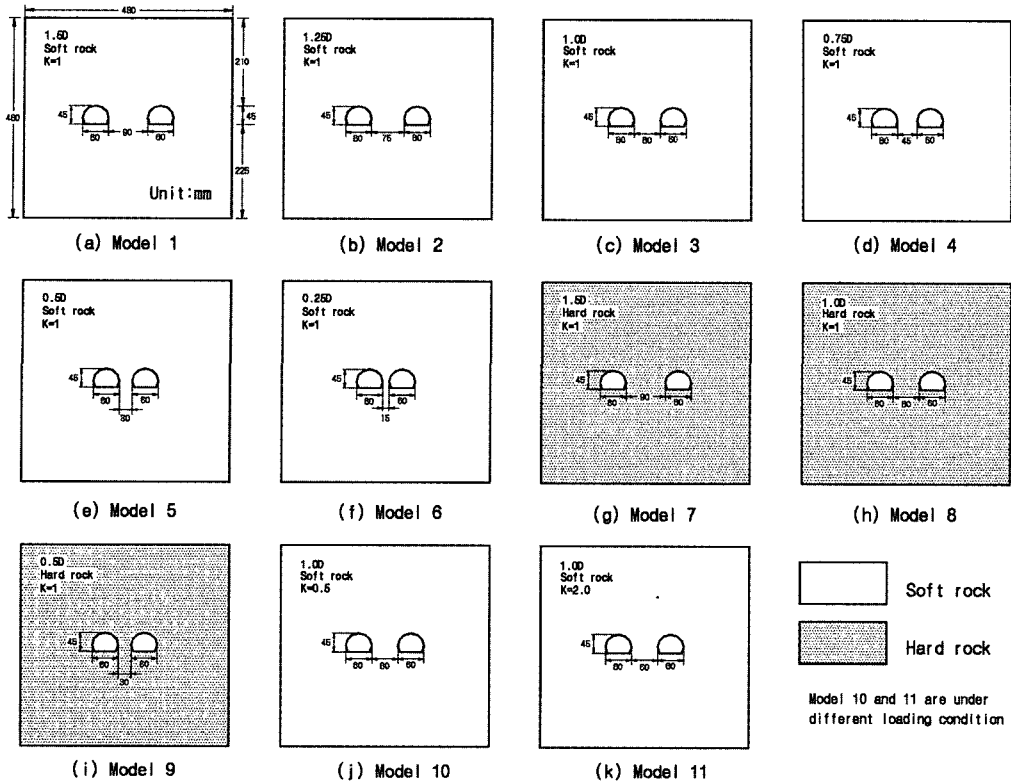 480
1.5D
Soft rock
K=1
210
480
45
45
60
90
60
225
Unit:mm
(a) Model 1
1.25D
Soft rock
K=1
45
60
75
60
(b) Model 2
1.0D
Soft rock
K=1
45
60
60
60
(c) Model 3
0.75D
Soft rock
K=1
45
60
45
60
(d) Model 4
0.5D
Soft rock
K=1
45
60
60
30
(e) Model 5
0.25D
Soft rock
K=1
45
60
60
15
(f) Model 6
1.5D
Hard rock
K=1
45
60
90
60
(g) Model 7
1.0D
Hard rock
K=1
45
60
60
60
(h) Model 8
0.5D
Hard rock
K=1
45
60
60
30
(i) Model 9
1.0D
Soft rock
K=0.5
45
60
60
60
(j) Model 10
1.0D
Soft rock
K=2.0
45
60
60
60
(k) Model 11
Soft rock
Hard rock
Model 10 and 11 are under
different loading condition